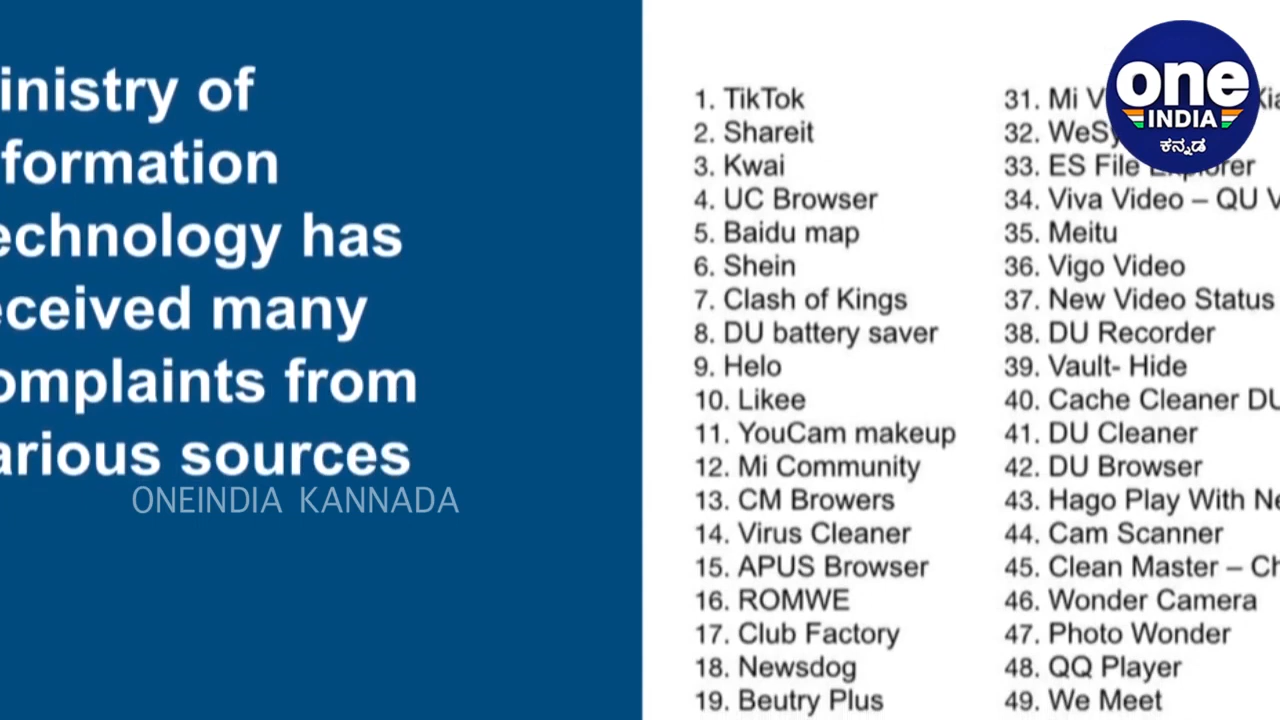 inistry of
formation
echnology has
eceived many
omplaints from
arious sources
ONEINDIA KANNADA
1. TikTok
2. Shareit
3. Kwai
4. UC Browser
5. Baidu map
6. Shein
7. Clash of Kings
8. DU battery saver
9. Helo
10. Likee
11. YouCam makeup
12. Mi Community
13. CM Browers
14. Virus Cleaner
15. APUS Browser
16. ROMWE
17. Club Factory
18. Newsdog
19. Beutry Plus
31. Mi
32. WeSy
33. ES File
34. Viva Video – QU V
35. Meitu
36. Vigo Video
37. New Video Status
38. DU Recorder
39. Vault- Hide
40. Cache Cleaner DU
41. DU Cleaner
42. DU Browser
43. Hago Play With Ne
44. Cam Scanner
45. Clean Master – Ch
46. Wonder Camera
47. Photo Wonder
48. QQ Player
49. We Meet
one
INDIA
ಕನ್ನಡ